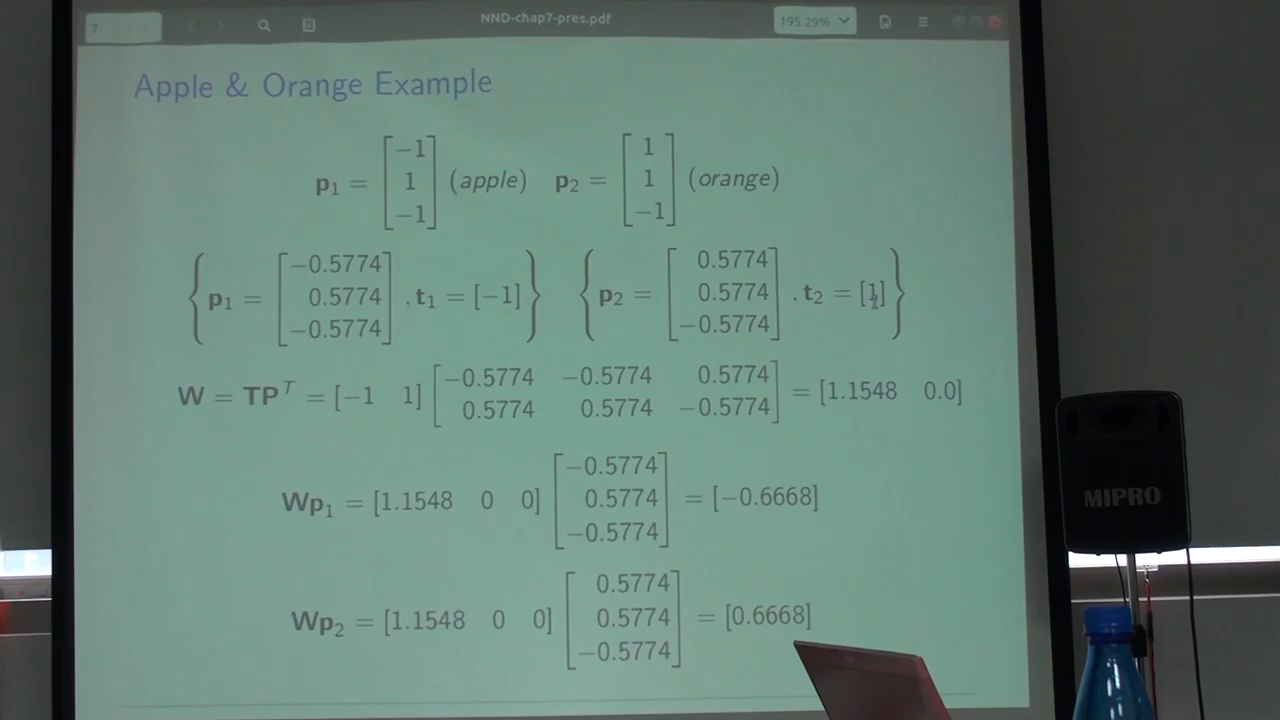 7 NND-chap7-pres.pdf 195.29%
Apple & Orange Example
p₁ = [−1 1 −1] (apple) p₂ = [1 1 −1] (orange)
{p₁ = [−0.5774 0.5774 −0.5774], t₁ = [−1]} {p₂ = [0.5774 0.5774 −0.5774], t₂ = [1]}
W = TPᵀ = [−1 1] [−0.5774 −0.5774 0.5774
0.5774 0.5774 −0.5774] = [1.1548 0.0]
Wp₁ = [1.1548 0 0] [−0.5774 0.5774 −0.5774] = [−0.6668]
Wp₂ = [1.1548 0 0] [0.5774 0.5774 −0.5774] = [0.6668]
MIPRO